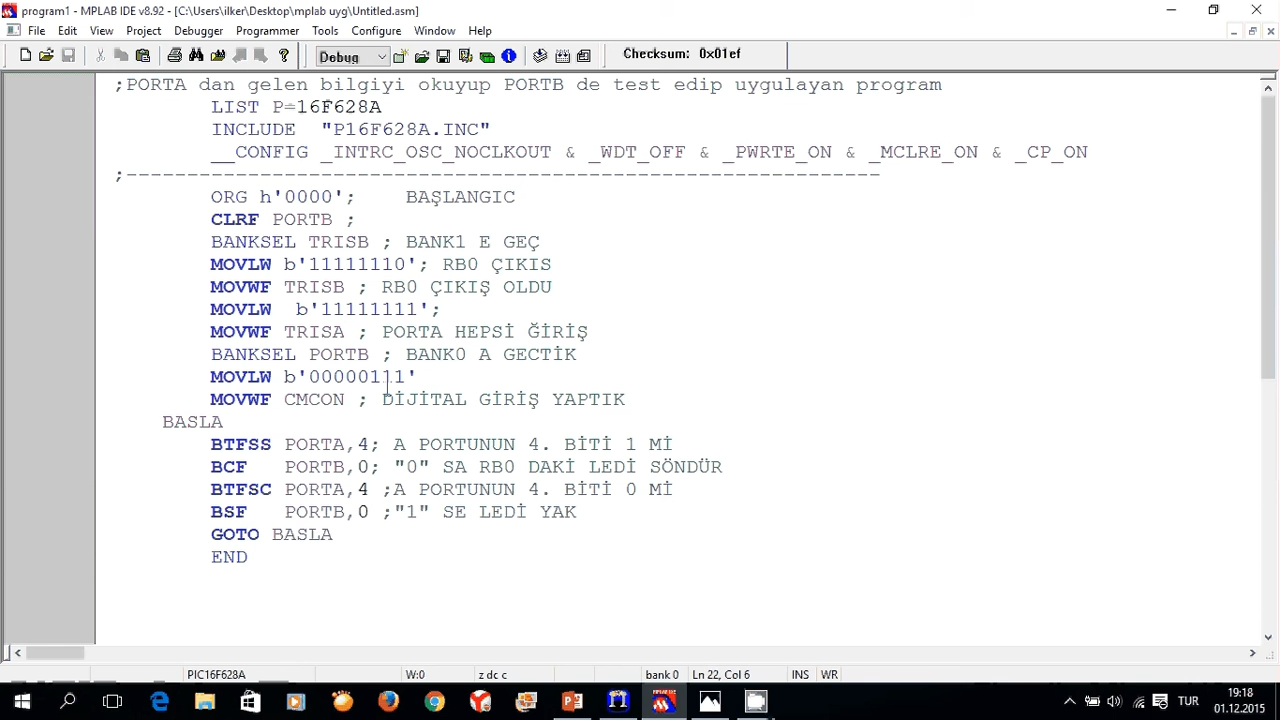 program1 - MPLAB IDE v8.92 - [C:\Users\ilker\Desktop\mplab uyg\Untitled.asm]
File Edit View Project Debugger Programmer Tools Configure Window Help
Debug Checksum: 0x01ef
;PORTA dan gelen bilgiyi okuyup PORTB de test edip uygulayan program
LIST P=16F628A
INCLUDE "P16F628A.INC"
__CONFIG _INTRC_OSC_NOCLKOUT & _WDT_OFF & _PWRTE_ON & _MCLRE_ON & _CP_ON
;--------------------------------------------------------------
ORG h'0000'; BAŞLANGIC
CLRF PORTB ;
BANKSEL TRISB ; BANK1 E GEÇ
MOVLW b'11111110'; RB0 ÇIKIS
MOVWF TRISB ; RB0 ÇIKIŞ OLDU
MOVLW b'11111111';
MOVWF TRISA ; PORTA HEPSİ ĞİRİŞ
BANKSEL PORTB ; BANK0 A GECTİK
MOVLW b'00000111'
MOVWF CMCON ; DİJİTAL GİRİŞ YAPTIK
BASLA
BTFSS PORTA,4; A PORTUNUN 4. BİTİ 1 Mİ
BCF PORTB,0; "0" SA RB0 DAKİ LEDİ SÖNDÜR
BTFSC PORTA,4 ;A PORTUNUN 4. BİTİ 0 Mİ
BSF PORTB,0 ;"1" SE LEDİ YAK
GOTO BASLA
END
PIC16F628A W:0 z dc c bank 0 Ln 22, Col 6 INS WR
TUR 19:18
01.12.2015